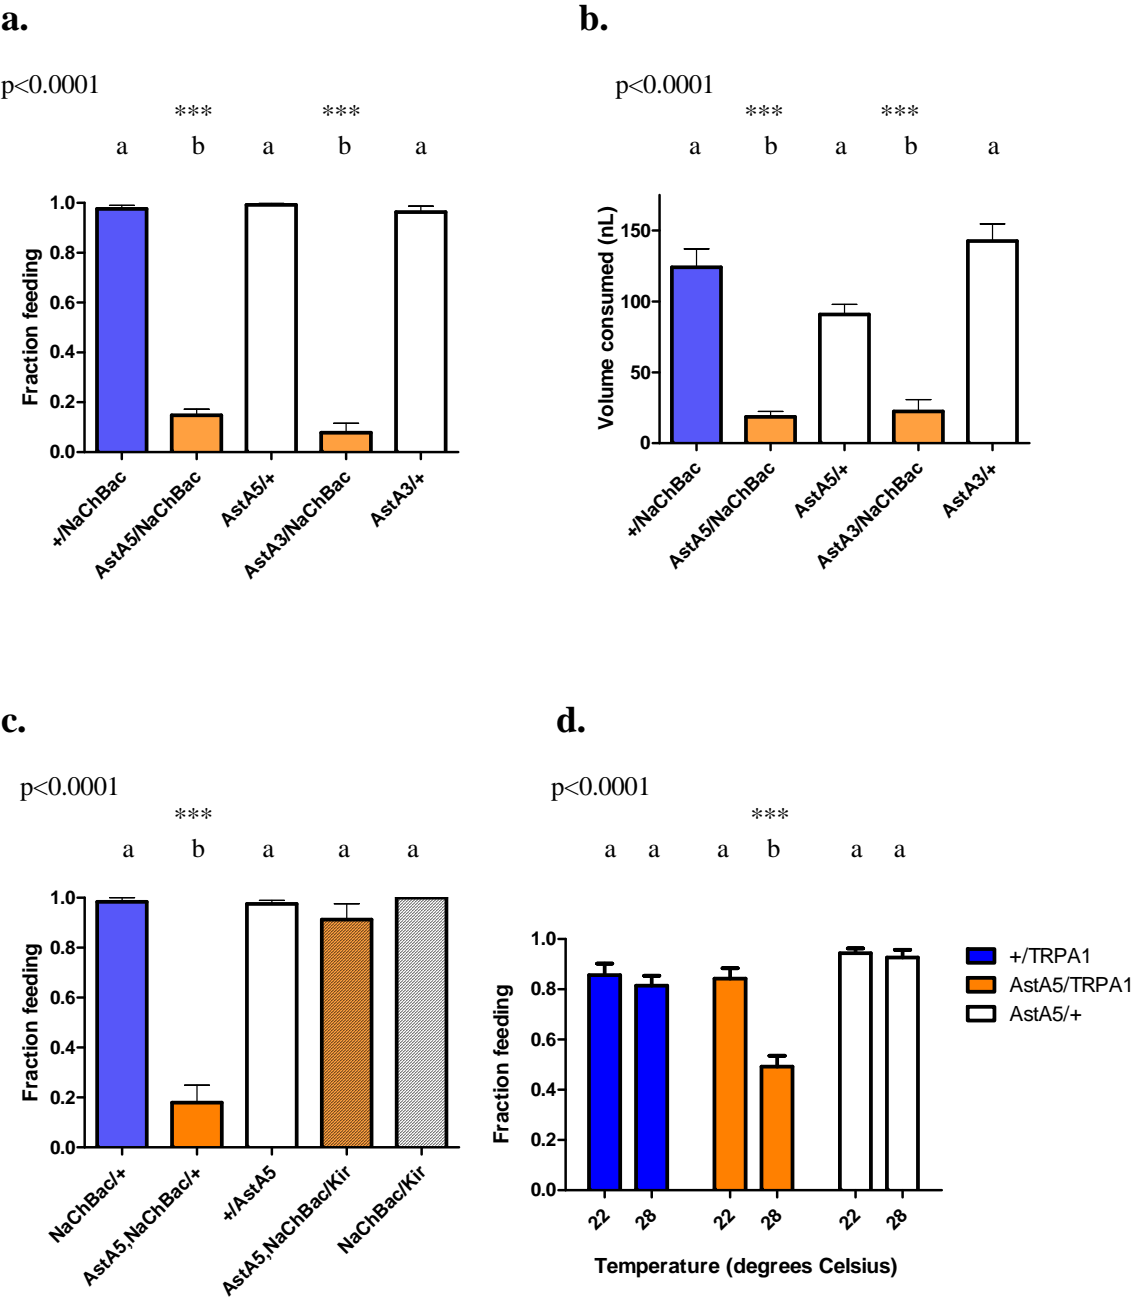 a.
p<0.0001
*** ***
a b a b a
1.0
0.8
0.6
0.4
0.2
0.0
Fraction feeding
+/NaChBac
AstA5/NaChBac
AstA5/+
AstA3/NaChBac
AstA3/+
b.
p<0.0001
*** ***
a b a b a
150
100
50
0
Volume consumed (nL)
+/NaChBac
AstA5/NaChBac
AstA5/+
AstA3/NaChBac
AstA3/+
c.
p<0.0001
***
a b a a a
1.0
0.8
0.6
0.4
0.2
0.0
Fraction feeding
NaChBac/+
AstA5,NaChBac/+
+/AstA5
AstA5,NaChBac/Kir
NaChBac/Kir
d.
p<0.0001
***
a a a b a a
1.0
0.8
0.6
0.4
0.2
0.0
Fraction feeding
22 28 22 28 22 28
Temperature (degrees Celsius)
+/TRPA1
AstA5/TRPA1
AstA5/+